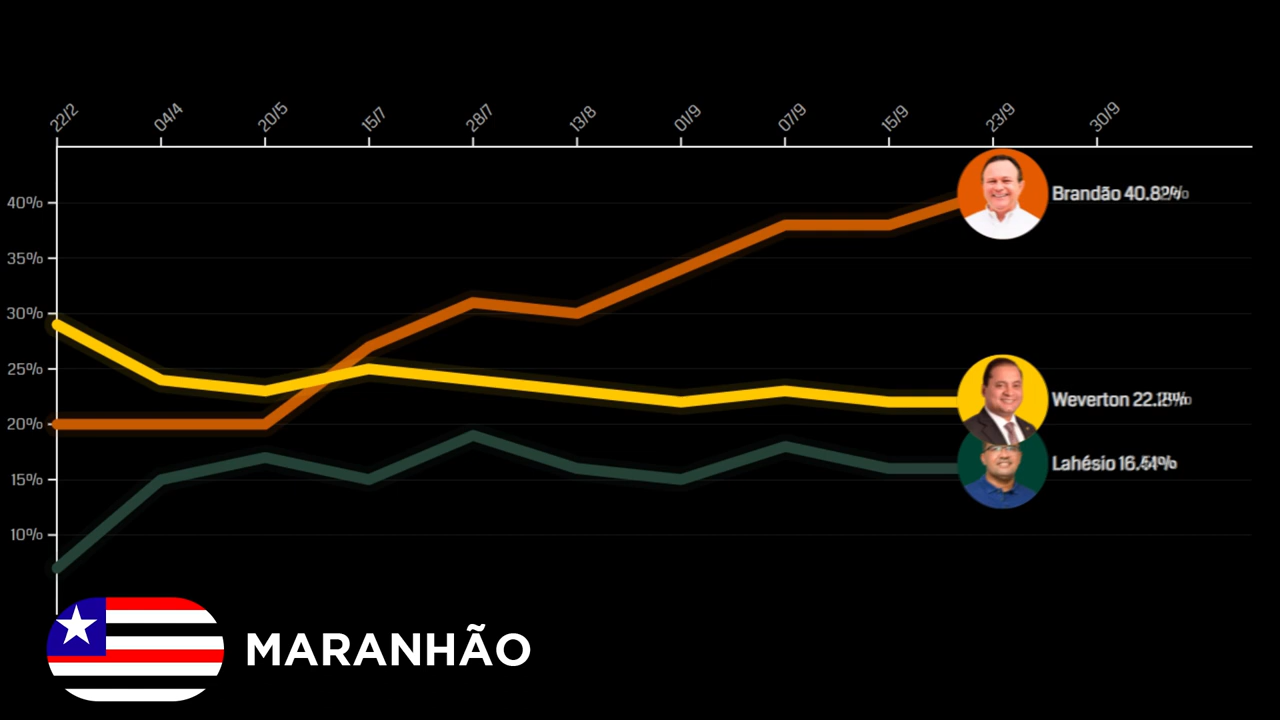 22/2 04/4 20/5 15/7 28/7 13/8 01/9 07/9 15/9 23/9 30/9
40%
Brandão
35%
30%
25%
Weverton
20%
Lahésio
15%
10%
MARANHÃO